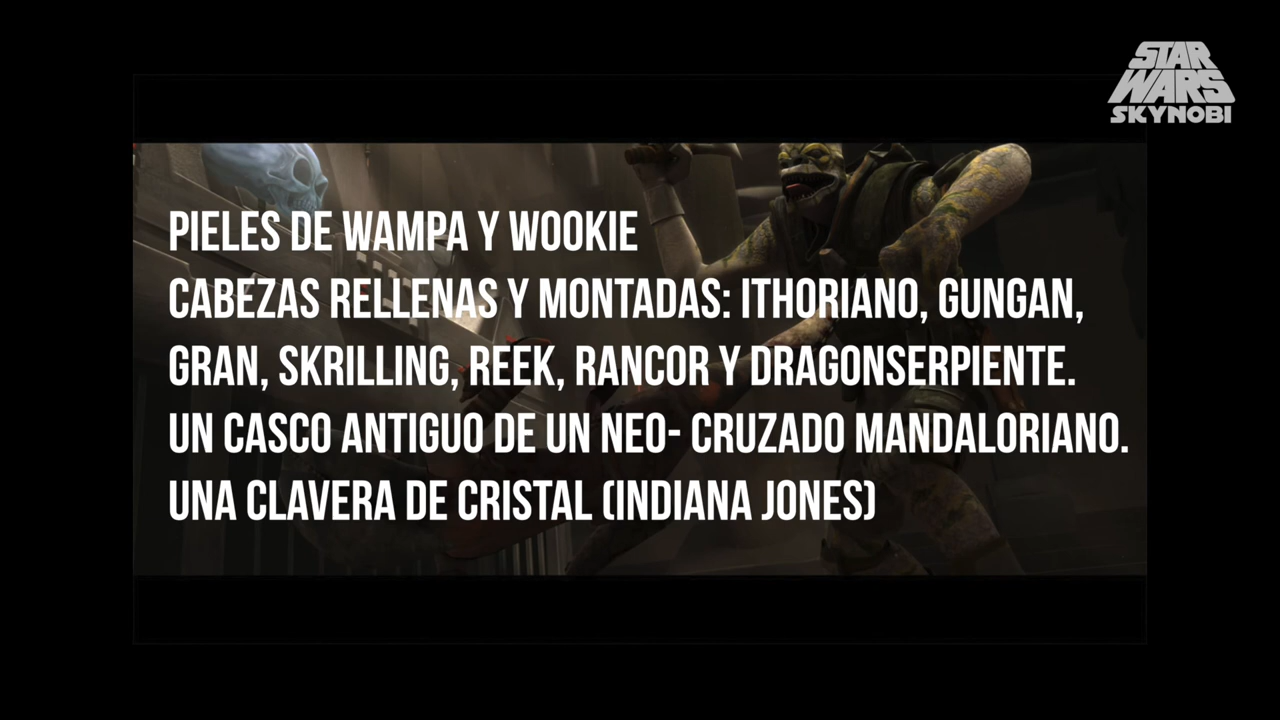 STAR
WARS
SKYNOBI
PIELES DE WAMPA Y WOOKIE
CABEZAS RELLENAS Y MONTADAS: ITHORIANO, GUNGAN,
GRAN, SKRILLING, REEK, RANCOR Y DRAGONSERPIENTE.
UN CASCO ANTIGUO DE UN NEO- CRUZADO MANDALORIANO.
UNA CLAVERA DE CRISTAL (INDIANA JONES)